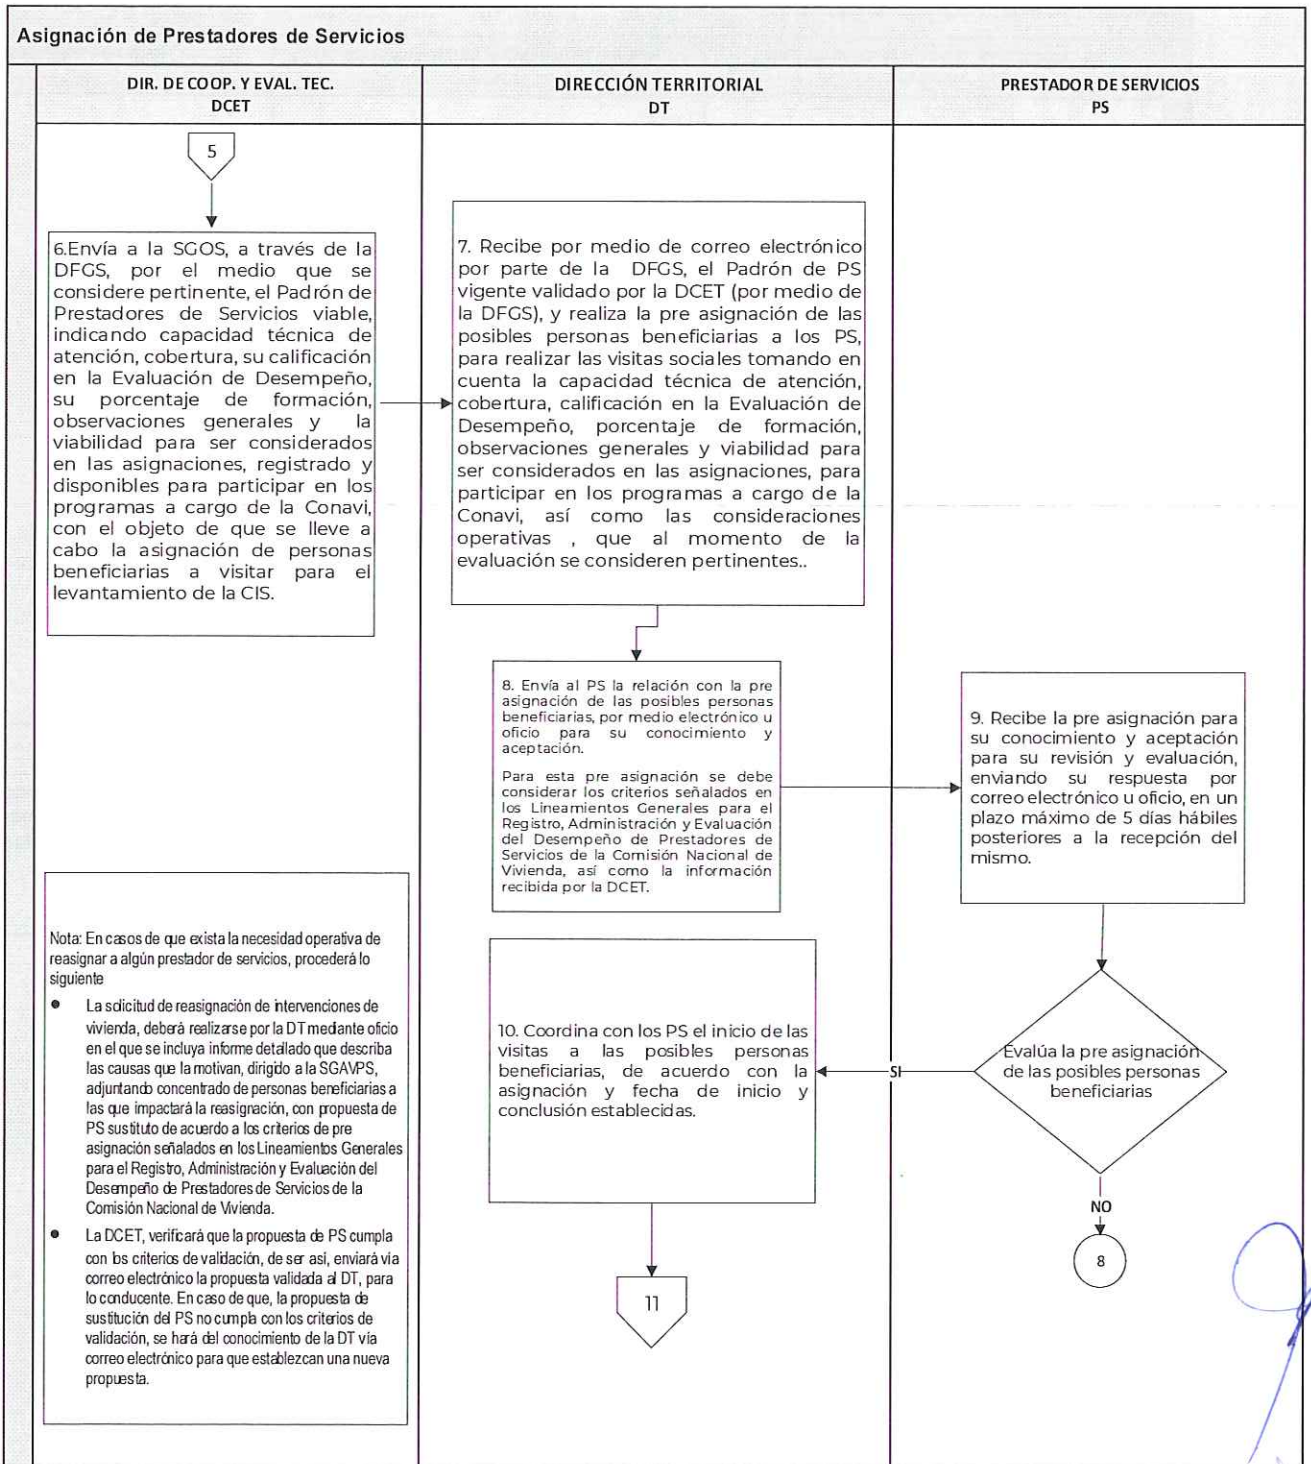 Asignación de Prestadores de Servicios
DIR. DE COOP. Y EVAL. TEC.
DCET
DIRECCIÓN TERRITORIAL
DT
PRESTADOR DE SERVICIOS
PS
5
6.Envía a la SGOS, a través de la
DFGS, por el medio que se
considere pertinente, el Padrón de
Prestadores de Servicios viable,
indicando capacidad técnica de
atención, cobertura, su calificación
en la Evaluación de Desempeño,
su porcentaje de formación,
observaciones generales y la
viabilidad para ser considerados
en las asignaciones, registrado y
disponibles para participar en los
programas a cargo de la Conavi,
con el objeto de que se lleve a
cabo la asignación de personas
beneficiarias a visitar para el
levantamiento de la CIS.
7. Recibe por medio de correo electrónico
por parte de la DFGS, el Padrón de PS
vigente validado por la DCET (por medio de
la DFGS), y realiza la pre asignación de las
posibles personas beneficiarias a los PS,
para realizar las visitas sociales tomando en
cuenta la capacidad técnica de atención,
cobertura, calificación en la Evaluación de
Desempeño, porcentaje de formación,
observaciones generales y viabilidad para
ser considerados en las asignaciones, para
participar en los programas a cargo de la
Conavi, así como las consideraciones
operativas , que al momento de la
evaluación se consideren pertinentes..
8. Envía al PS la relación con la pre
asignación de las posibles personas
beneficiarias, por medio electrónico u
oficio para su conocimiento y
aceptación.
Para esta pre asignación se debe
considerar los criterios señalados en
los Lineamientos Generales para el
Registro, Administración y Evaluación
del Desempeño de Prestadores de
Servicios de la Comisión Nacional de
Vivienda, así como la información
recibida por la DCET.
9. Recibe la pre asignación para
su conocimiento y aceptación
para su revisión y evaluación,
enviando su respuesta por
correo electrónico u oficio, en un
plazo máximo de 5 días hábiles
posteriores a la recepción del
mismo.
Nota: En casos de que exista la necesidad operativa de
reasignar a algún prestador de servicios, procederá lo
siguiente
● La solicitud de reasignación de intervenciones de
vivienda, deberá realizarse por la DT mediante oficio
en el que se incluya informe detallado que describa
las causas que la motivan, dirigido a la SGAVPS,
adjuntando concentrado de personas beneficiarias a
las que impactará la reasignación, con propuesta de
PS sustituto de acuerdo a los criterios de pre
asignación señalados en los Lineamientos Generales
para el Registro, Administración y Evaluación del
Desempeño de Prestadores de Servicios de la
Comisión Nacional de Vivienda.
● La DCET, verificará que la propuesta de PS cumpla
con los criterios de validación, de ser así, enviará vía
correo electrónico la propuesta validada al DT, para
lo conducente. En caso de que, la propuesta de
sustitución del PS no cumpla con los criterios de
validación, se hará del conocimiento de la DT vía
correo electrónico para que establezcan una nueva
propuesta.
10. Coordina con los PS el inicio de las
visitas a las posibles personas
beneficiarias, de acuerdo con la
asignación y fecha de inicio y
conclusión establecidas.
SI
Evalúa la pre asignación
de las posibles personas
beneficiarias
NO
8
11